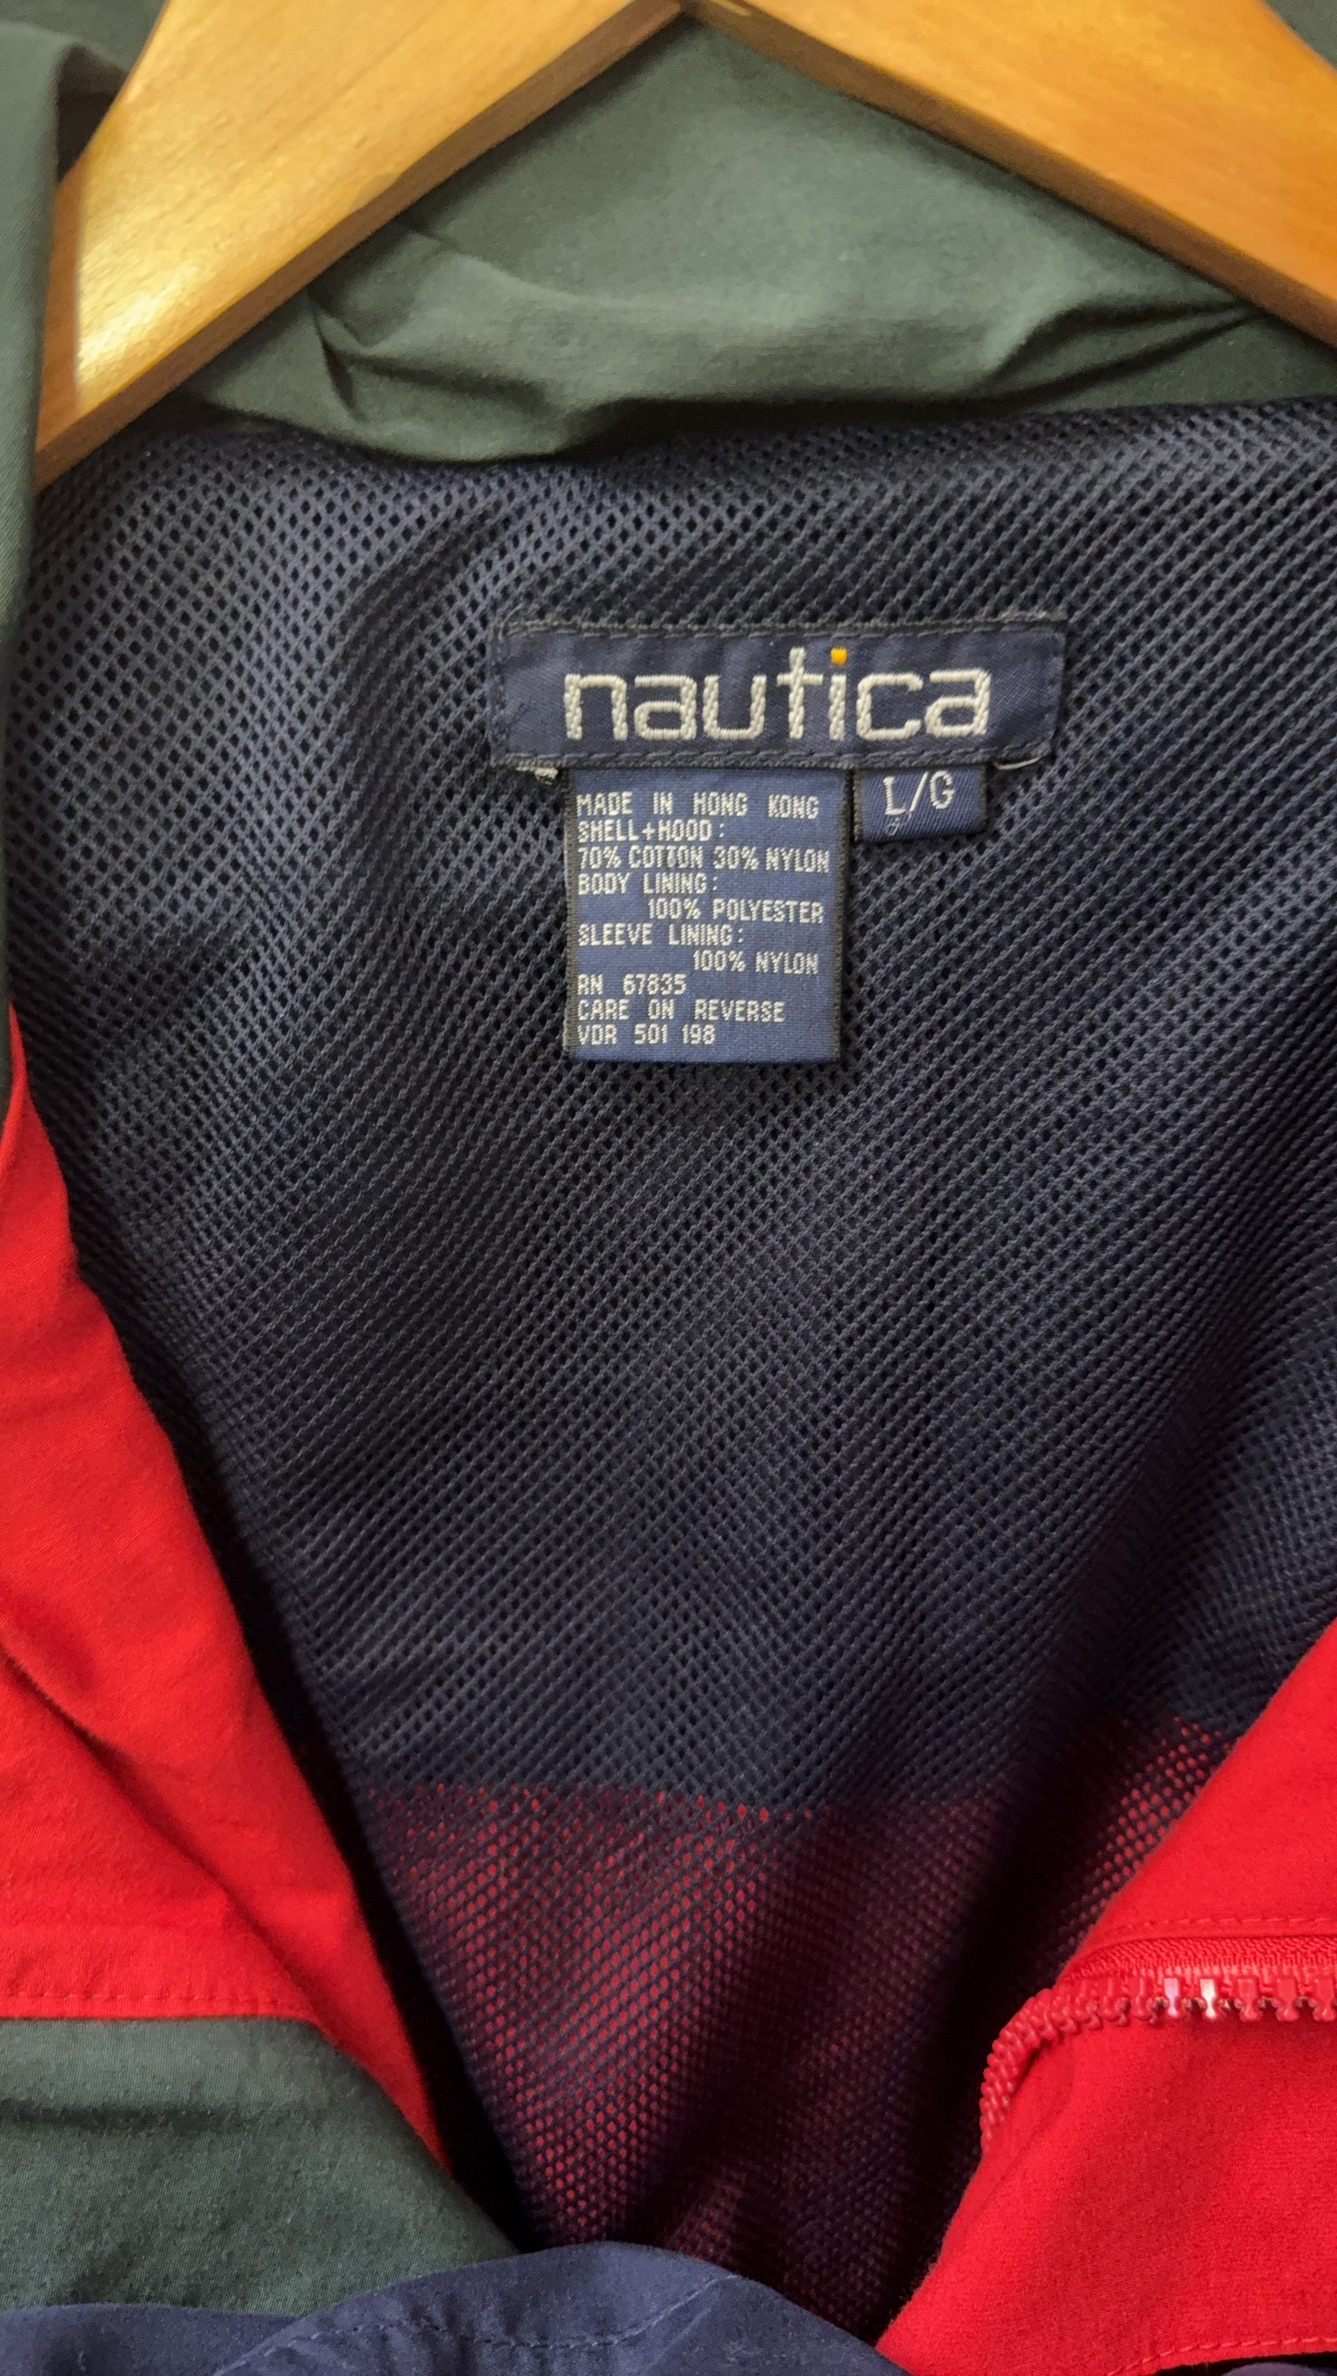 nautica
L/G
MADE IN HONG KONG
SHELL+HOOD:
70% COTTON 30% NYLON
BODY LINING:
100% POLYESTER
SLEEVE LINING:
100% NYLON
RN 67835
CARE ON REVERSE
VDR 501 198